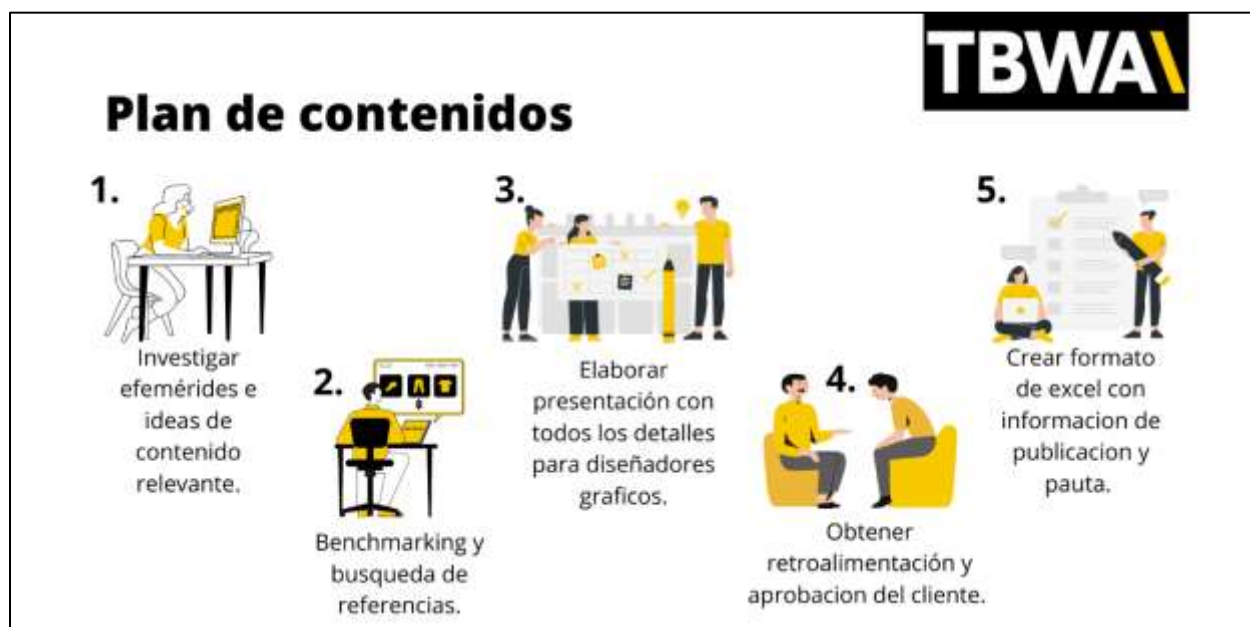 TBWA\
Plan de contenidos
1.
Investigar
efemérides e
ideas de
contenido
relevante.
2.
Benchmarking y
busqueda de
referencias.
3.
Elaborar
presentación con
todos los detalles
para diseñadores
graficos.
4.
Obtener
retroalimentación y
aprobacion del cliente.
5.
Crear formato
de excel con
informacion de
publicacion y
pauta.